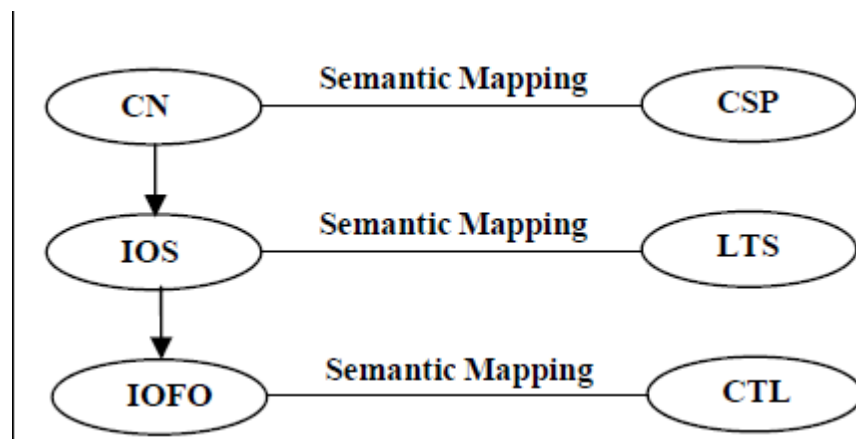 Semantic Mapping
CN
CSP
Semantic Mapping
IOS
LTS
Semantic Mapping
IOFO
CTL